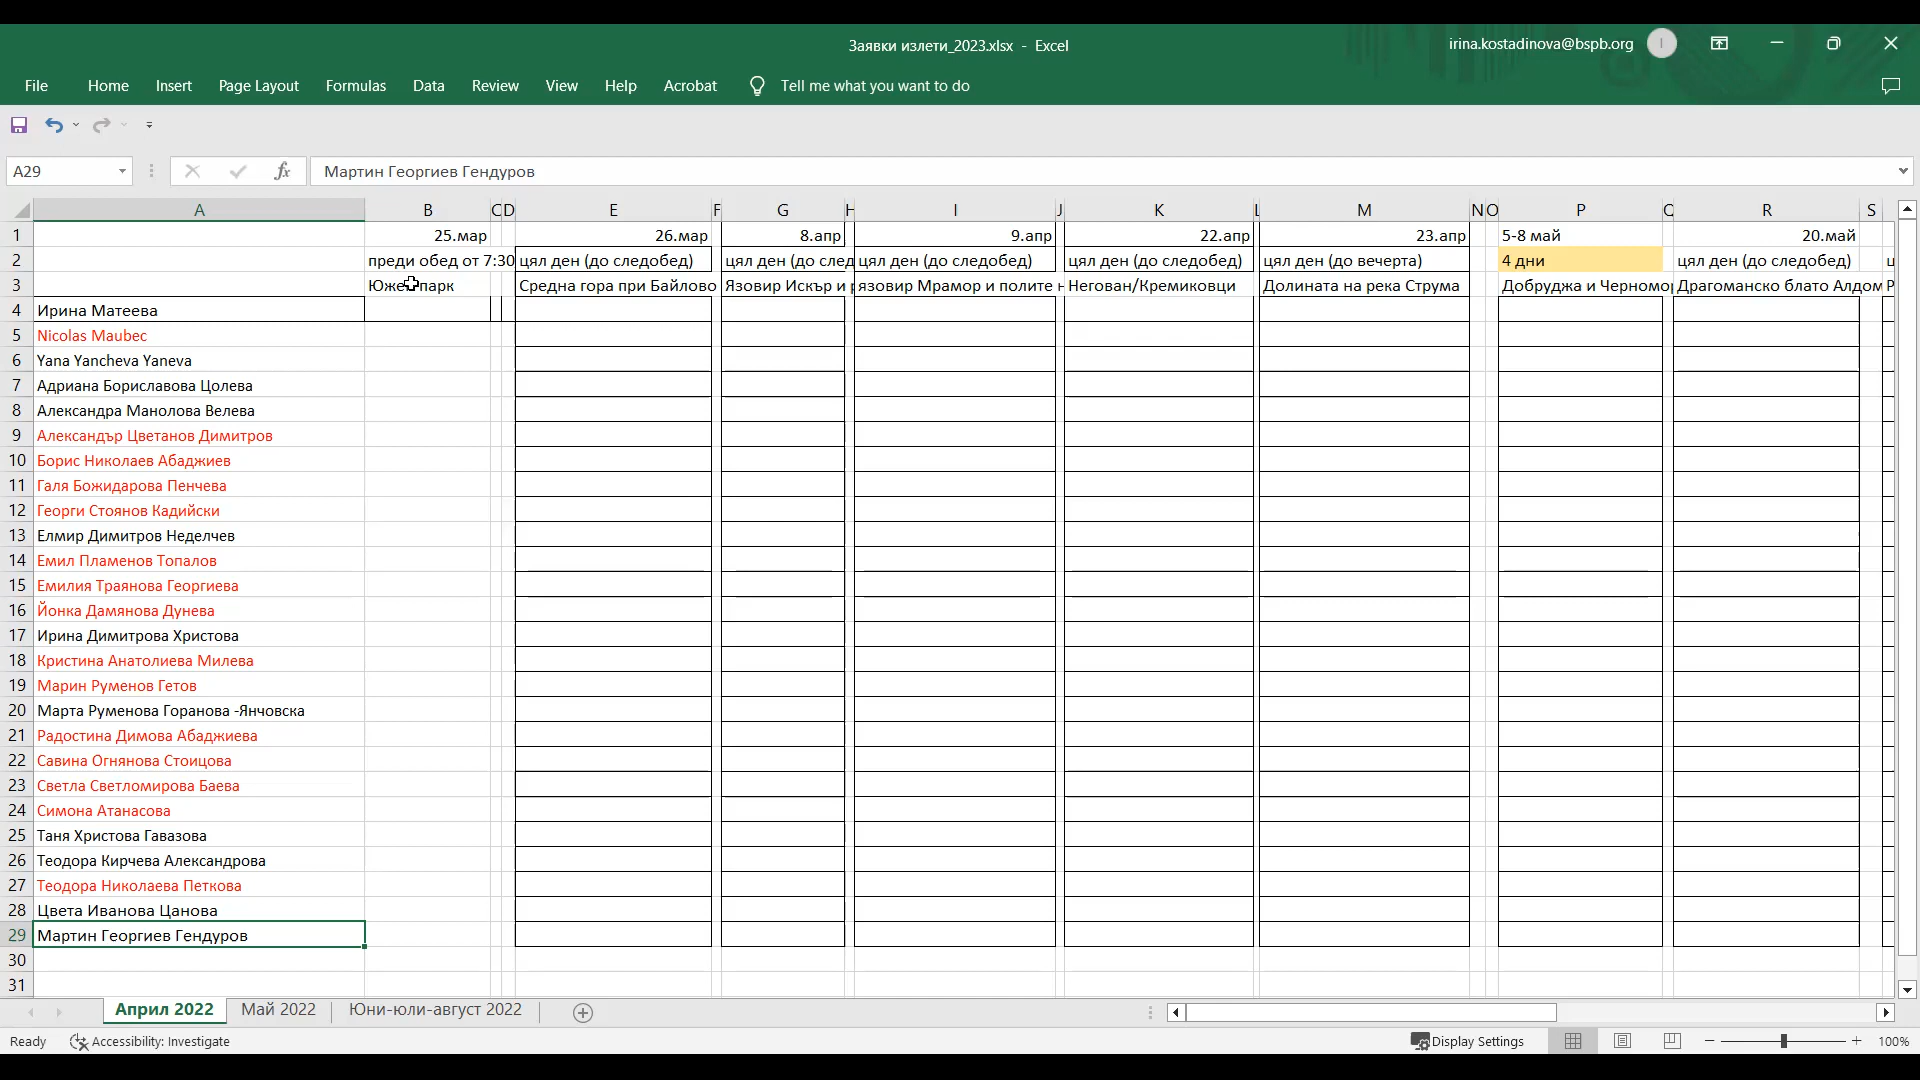 Заявки излети_2023.xlsx - Excel
irina.kostadinova@bspb.org
I
File Home Insert Page Layout Formulas Data Review View Help Acrobat Tell me what you want to do
A29
fx
Мартин Георгиев Гендуров
A B C D E F G H I J K L M N O P Q R S
1 25.мар 26.мар 8.апр 9.апр 22.апр 23.апр 5-8 май 20.май
2 преди обед от 7:30 цял ден (до следобед) цял ден (до след цял ден (до следобед) цял ден (до следобед) цял ден (до вечерта) 4 дни цял ден (до следобед) ц
3 парк Средна гора при Байлово Язовир Искър и р язовир Мрамор и полите н Негован/Кремиковци Долината на река Струма Добруджа и Черномор Драгоманско блато Алдом Р
4 Ирина Матеева
5 Nicolas Maubec
6 Yana Yancheva Yaneva
7 Адриана Бориславова Цолева
8 Александра Манолова Велева
9 Александър Цветанов Димитров
10 Борис Николаев Абаджиев
11 Галя Божидарова Пенчева
12 Георги Стоянов Кадийски
13 Елмир Димитров Неделчев
14 Емил Пламенов Топалов
15 Емилия Траянова Георгиева
16 Йонка Дамянова Дунева
17 Ирина Димитрова Христова
18 Кристина Анатолиева Милева
19 Марин Руменов Гетов
20 Марта Руменова Горанова -Янчовска
21 Радостина Димова Абаджиева
22 Савина Огнянова Стоицова
23 Светла Светломирова Баева
24 Симона Атанасова
25 Таня Христова Гавазова
26 Теодора Кирчева Александрова
27 Теодора Николаева Петкова
28 Цвета Иванова Цанова
29 Мартин Георгиев Гендуров
30
31
Април 2022 Май 2022 Юни-юли-август 2022
Ready Accessibility: Investigate Display Settings 100%